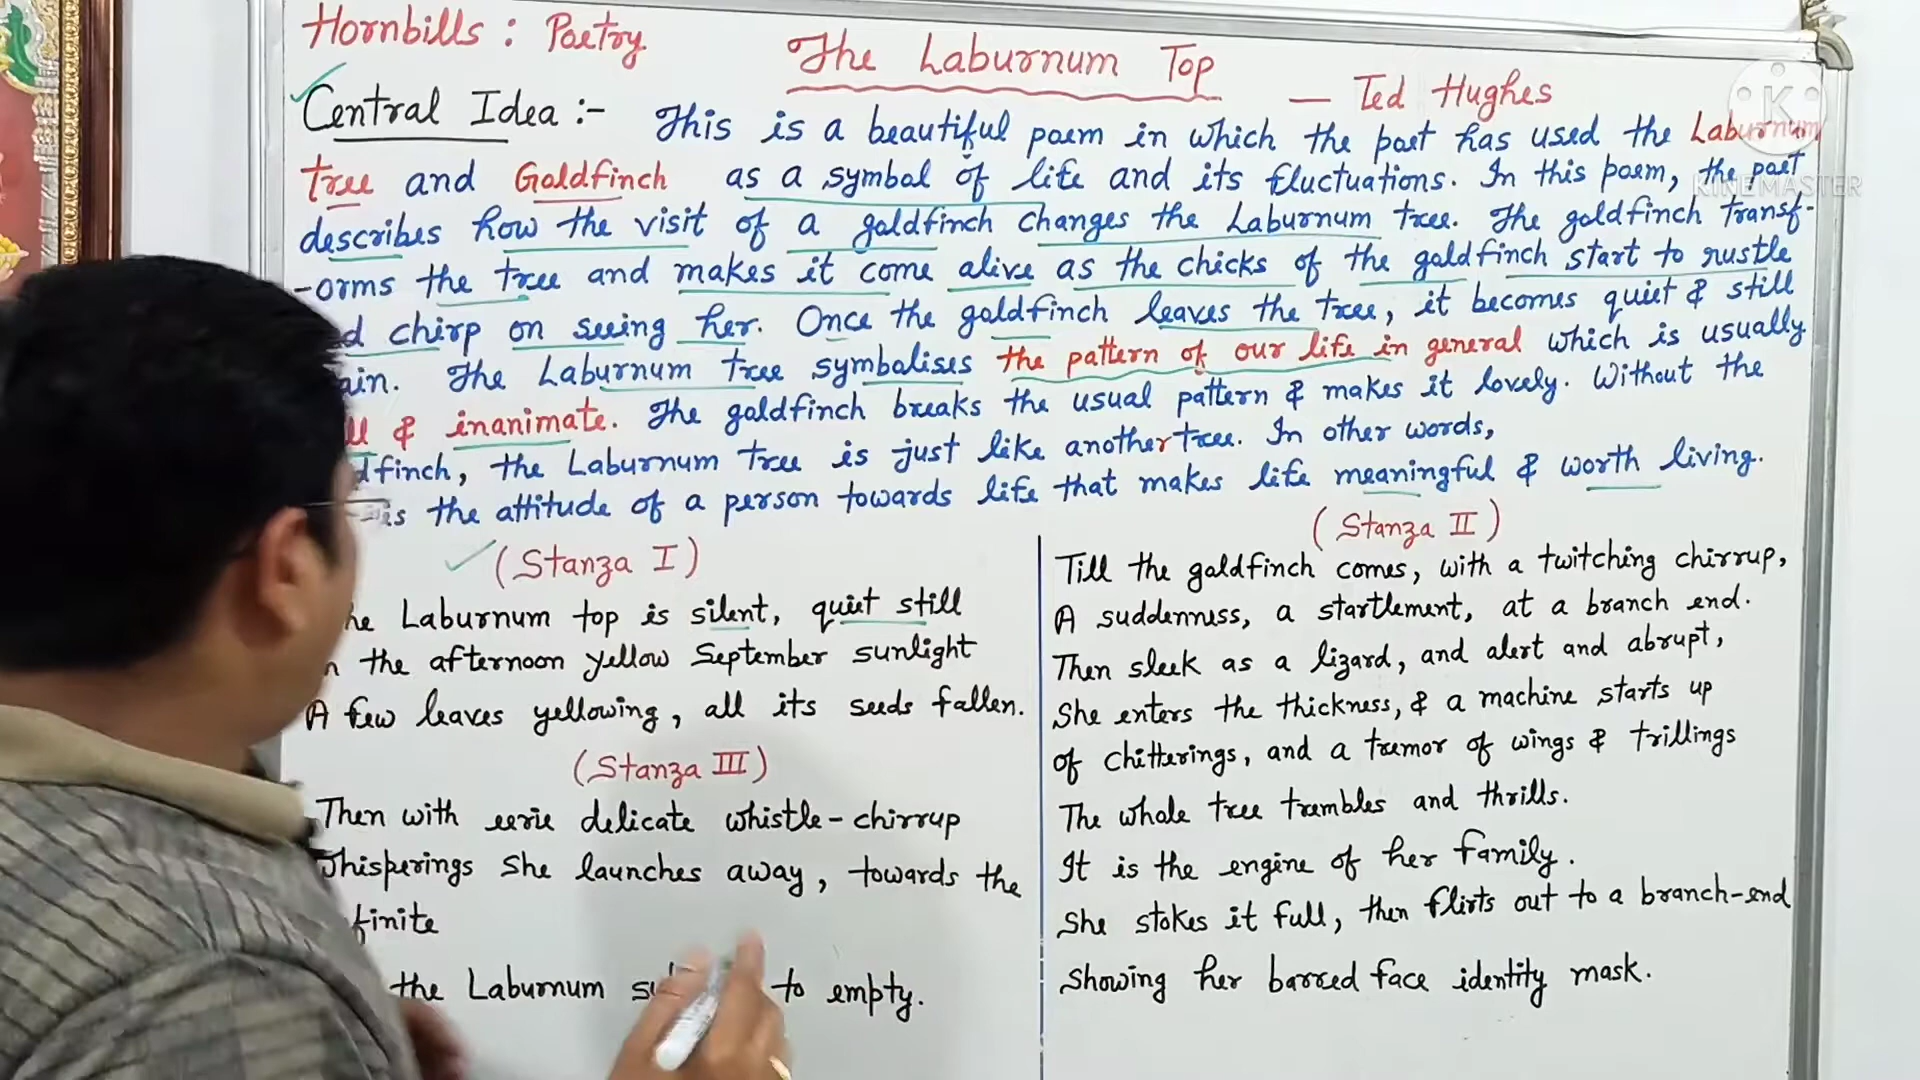 Hornbills : Poetry
The Laburnum Top
— Ted Hughes
Central Idea :- This is a beautiful poem in which the poet has used the Laburnum
tree and Goldfinch as a symbol of life and its fluctuations. In this poem, the poet
describes how the visit of a goldfinch changes the Laburnum tree. The goldfinch transf-
-orms the tree and makes it come alive as the chicks of the goldfinch start to rustle
d chirp on seeing her. Once the goldfinch leaves the tree, it becomes quiet & still
ain. The Laburnum tree symbolises the pattern of our life in general which is usually
ll & inanimate. The goldfinch breaks the usual pattern & makes it lovely. Without the
dfinch, the Laburnum tree is just like another tree. In other words,
is the attitude of a person towards life that makes life meaningful & worth living.
(Stanza I)
he Laburnum top is silent, quiet still
n the afternoon yellow September sunlight
A few leaves yellowing, all its seeds fallen.
(Stanza III)
Then with eerie delicate whistle-chirrup
whisperings She launches away, towards the
finite
the Laburnum su to empty.
(Stanza II)
Till the goldfinch comes, with a twitching chirrup,
A suddenness, a startlement, at a branch end.
Then sleek as a lizard, and alert and abrupt,
She enters the thickness, & a machine starts up
of chitterings, and a tremor of wings & trillings
The whole tree trembles and thrills.
It is the engine of her family.
She stokes it full, then flirts out to a branch-end
Showing her barred face identity mask.
K
KINEMASTER